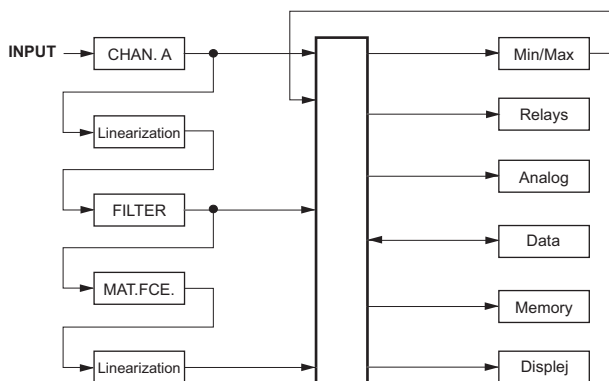 INPUT
CHAN. A
Min/Max
Linearization
Relays
Analog
FILTER
Data
MAT.FCE.
Memory
Linearization
Displej